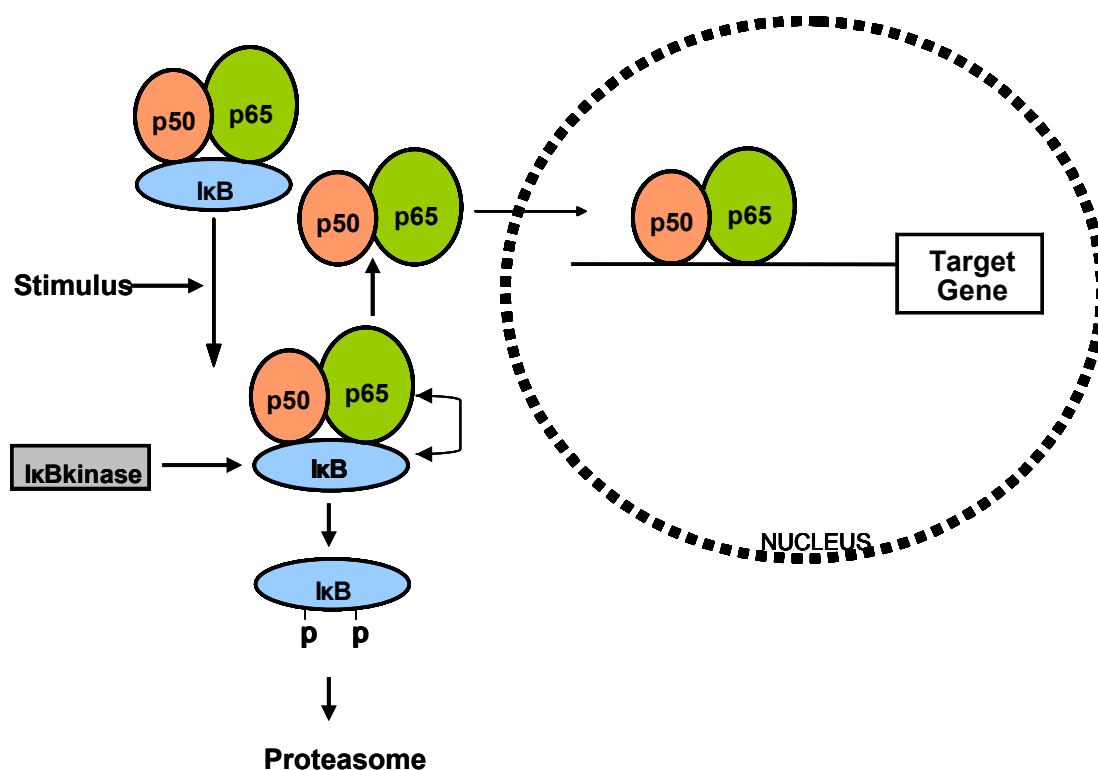 p50
p65
IκB
p50
p65
p50
p65
Target
Gene
Stimulus
p50
p65
IκBkinase
IκB
NUCLEUS
IκB
p
p
Proteasome